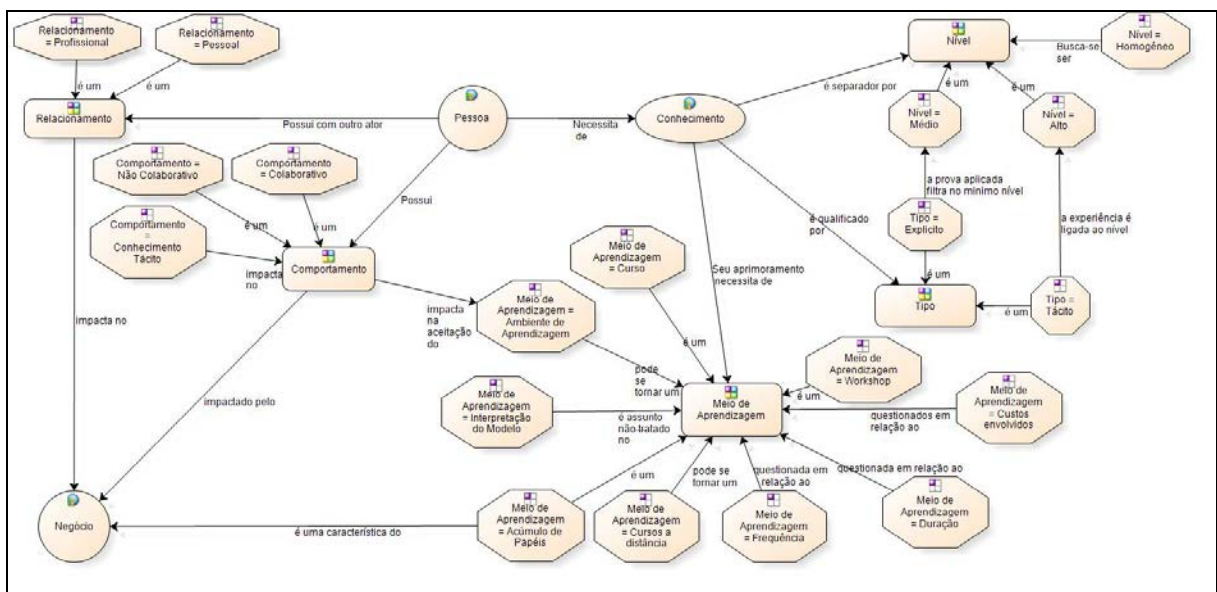 Relacionamento
= Profissional
Relacionamento
= Pessoal
Nível
Busca-se
ser
Nível =
Homogêneo
é um
é um
é separador por
é um
é um
Relacionamento
Possui com outro ator
Pessoa
Necessita
de
Conhecimento
Nível =
Médio
Nível =
Alto
Comportamento =
Não Colaborativo
Comportamento
= Colaborativo
a prova aplicada
filtra no mínimo nível
Possui
é um
é um
Comportamento
=
Conhecimento
Tácito
é qualificado
por
Tipo =
Explícito
a experiência é
ligada ao nível
impacta
no
Comportamento
Meio de
Aprendizagem
= Curso
Seu aprimoramento
necessita de
é um
Tipo
é um
Tipo =
Tácito
impacta no
impacta
na
aceitação
do
Meio de
Aprendizagem =
Ambiente de
Aprendizagem
é um
pode
se
tornar um
Meio de
Aprendizagem
= Workshop
é um
impactado pelo
Meio de
Aprendizagem
= Interpretação
do Modelo
é assunto
não tratado
no
Meio de
Aprendizagem
questionados em
relação ao
Meio de
Aprendizagem
= Custos
envolvidos
é um
pode se
tornar um
questionada em
relação ao
questionada em relação ao
Negócio
é uma característica do
Meio de
Aprendizagem
= Acúmulo de
Papéis
Meio de
Aprendizagem
= Cursos a
distância
Meio de
Aprendizagem
= Frequência
Meio de
Aprendizagem
= Duração